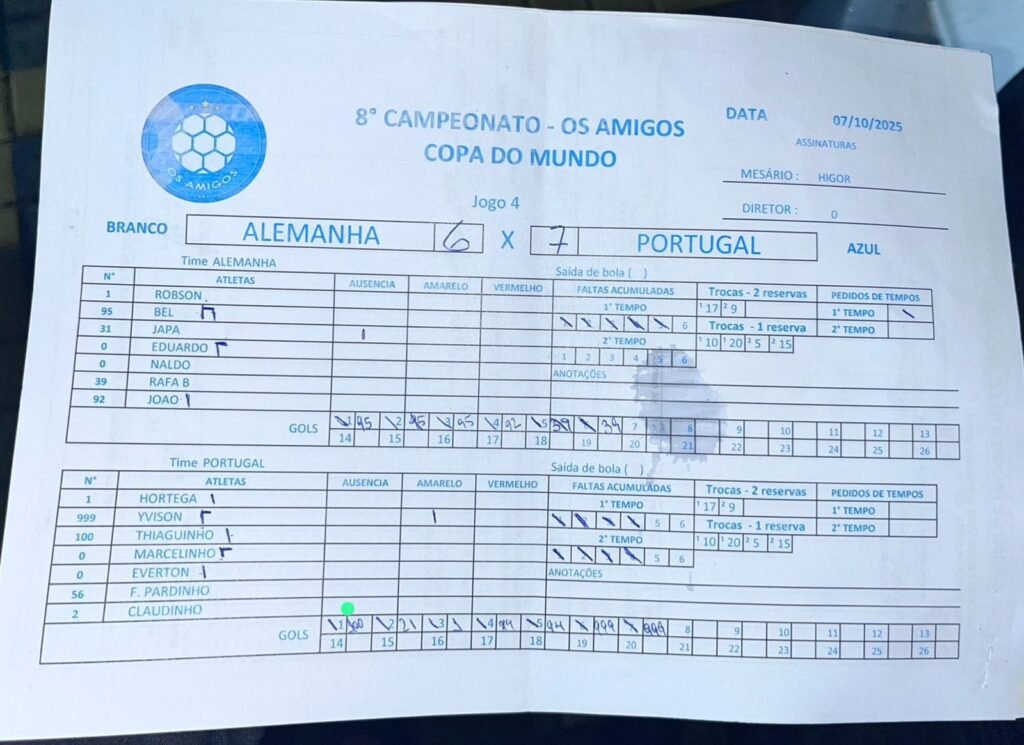 8° CAMPEONATO - OS AMIGOS
COPA DO MUNDO
OS AMIGOS
DATA 07/10/2025
ASSINATURAS
MESÁRIO : HIGOR
DIRETOR : 0
Jogo 4
BRANCO ALEMANHA 6 X 7 PORTUGAL AZUL
Time ALEMANHA Saída de bola ( )
N° ATLETAS AUSENCIA AMARELO VERMELHO FALTAS ACUMULADAS Trocas - 2 reservas PEDIDOS DE TEMPOS
1 ROBSON 1° TEMPO 1 17 2 9 1° TEMPO
95 BEL 6 Trocas - 1 reserva 2° TEMPO
31 JAPA 2° TEMPO 1 10 1 20 2 5 2 15
0 EDUARDO 1 2 3 4 5 6
0 NALDO ANOTAÇÕES
39 RAFA B
92 JOAO
GOLS 1 95 2 95 3 95 4 92 5 39 39 7 8 9 10 11 12 13
14 15 16 17 18 19 20 21 22 23 24 25 26
Time PORTUGAL Saída de bola ( )
N° ATLETAS AUSENCIA AMARELO VERMELHO FALTAS ACUMULADAS Trocas - 2 reservas PEDIDOS DE TEMPOS
1 HORTEGA 1° TEMPO 1 17 2 9 1° TEMPO
999 YVISON 5 6 Trocas - 1 reserva 2° TEMPO
100 THIAGUINHO 2° TEMPO 1 10 1 20 2 5 2 15
0 MARCELINHO 5 6
0 EVERTON ANOTAÇÕES
56 F. PARDINHO
2 CLAUDINHO
GOLS 1 100 2 21 3 1 4 94 5 94 999 999 8 9 10 11 12 13
14 15 16 17 18 19 20 21 22 23 24 25 26